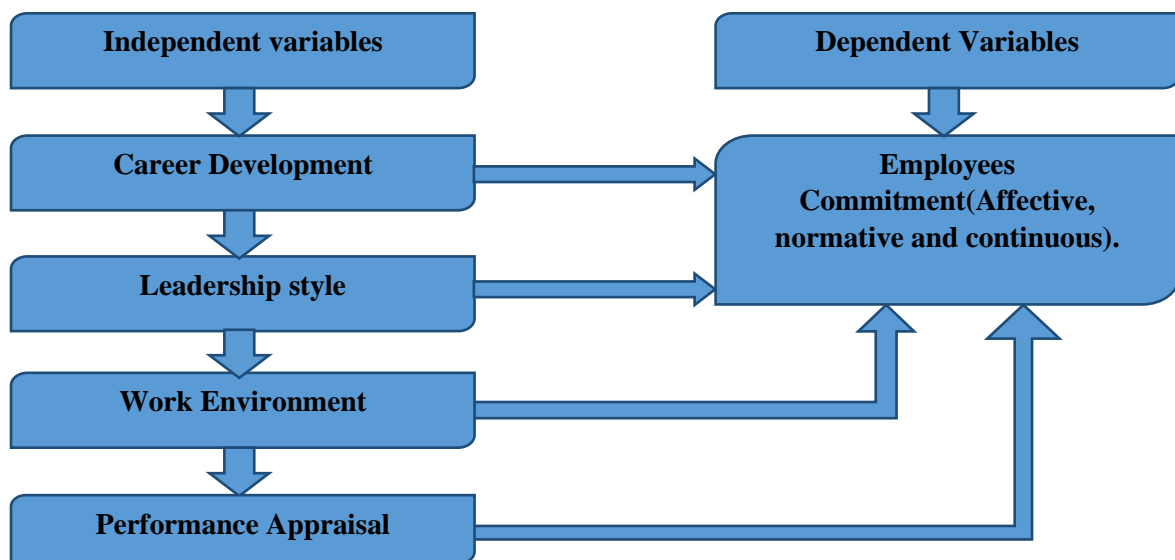 Independent variables
Dependent Variables
Career Development
Employees
Commitment(Affective,
normative and continuous).
Leadership style
Work Environment
Performance Appraisal